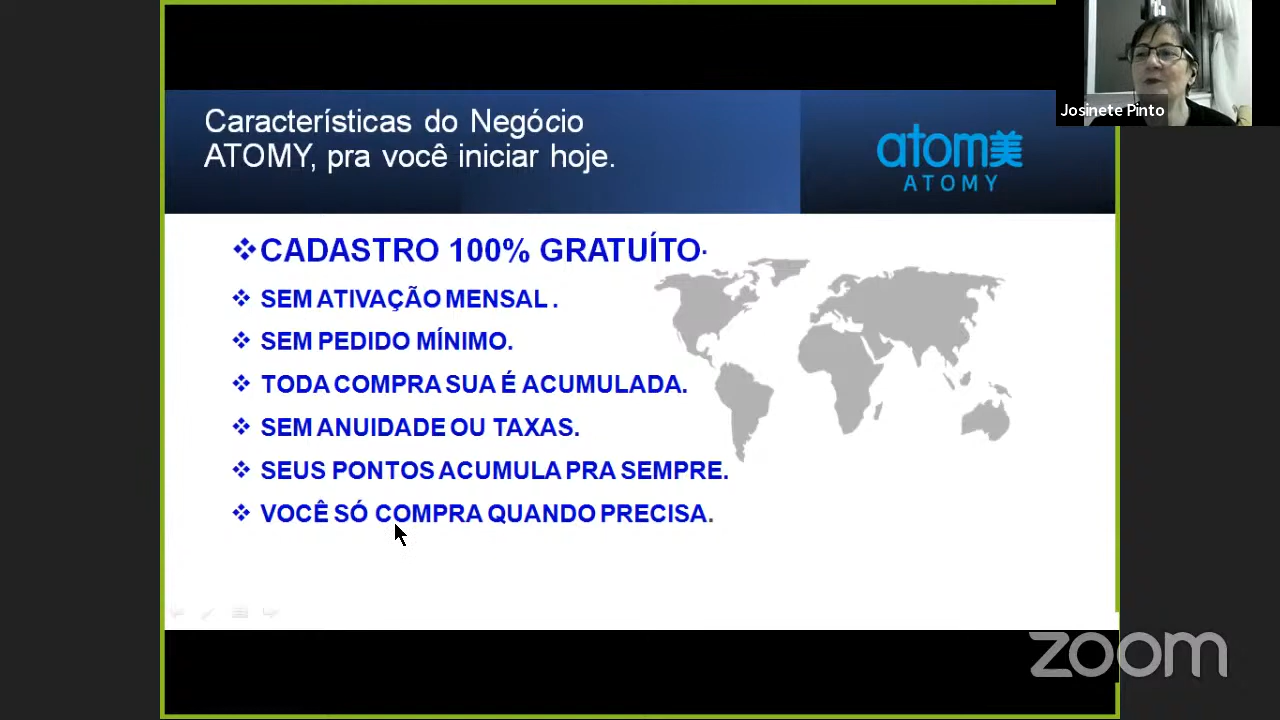 Características do Negócio
ATOMY, pra você iniciar hoje.
atom美
ATOMY
Josinete Pinto
❖CADASTRO 100% GRATUÍTO.
❖ SEM ATIVAÇÃO MENSAL .
❖ SEM PEDIDO MÍNIMO.
❖ TODA COMPRA SUA É ACUMULADA.
❖ SEM ANUIDADE OU TAXAS.
❖ SEUS PONTOS ACUMULA PRA SEMPRE.
❖ VOCÊ SÓ COMPRA QUANDO PRECISA.
zoom